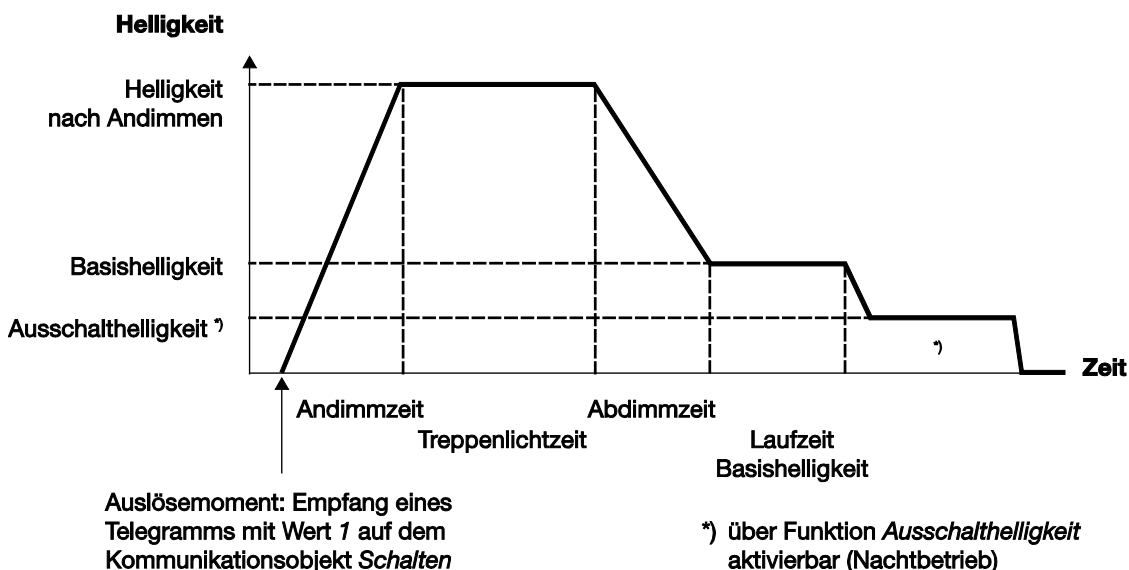 Helligkeit
Helligkeit
nach Andimmen
Basishelligkeit
Ausschalthelligkeit *)
*)
Zeit
Andimmzeit
Abdimmzeit
Treppenlichtzeit
Laufzeit
Basishelligkeit
Auslösemoment: Empfang eines
Telegramms mit Wert 1 auf dem
Kommunikationsobjekt Schalten
*) über Funktion Ausschalthelligkeit
aktivierbar (Nachtbetrieb)